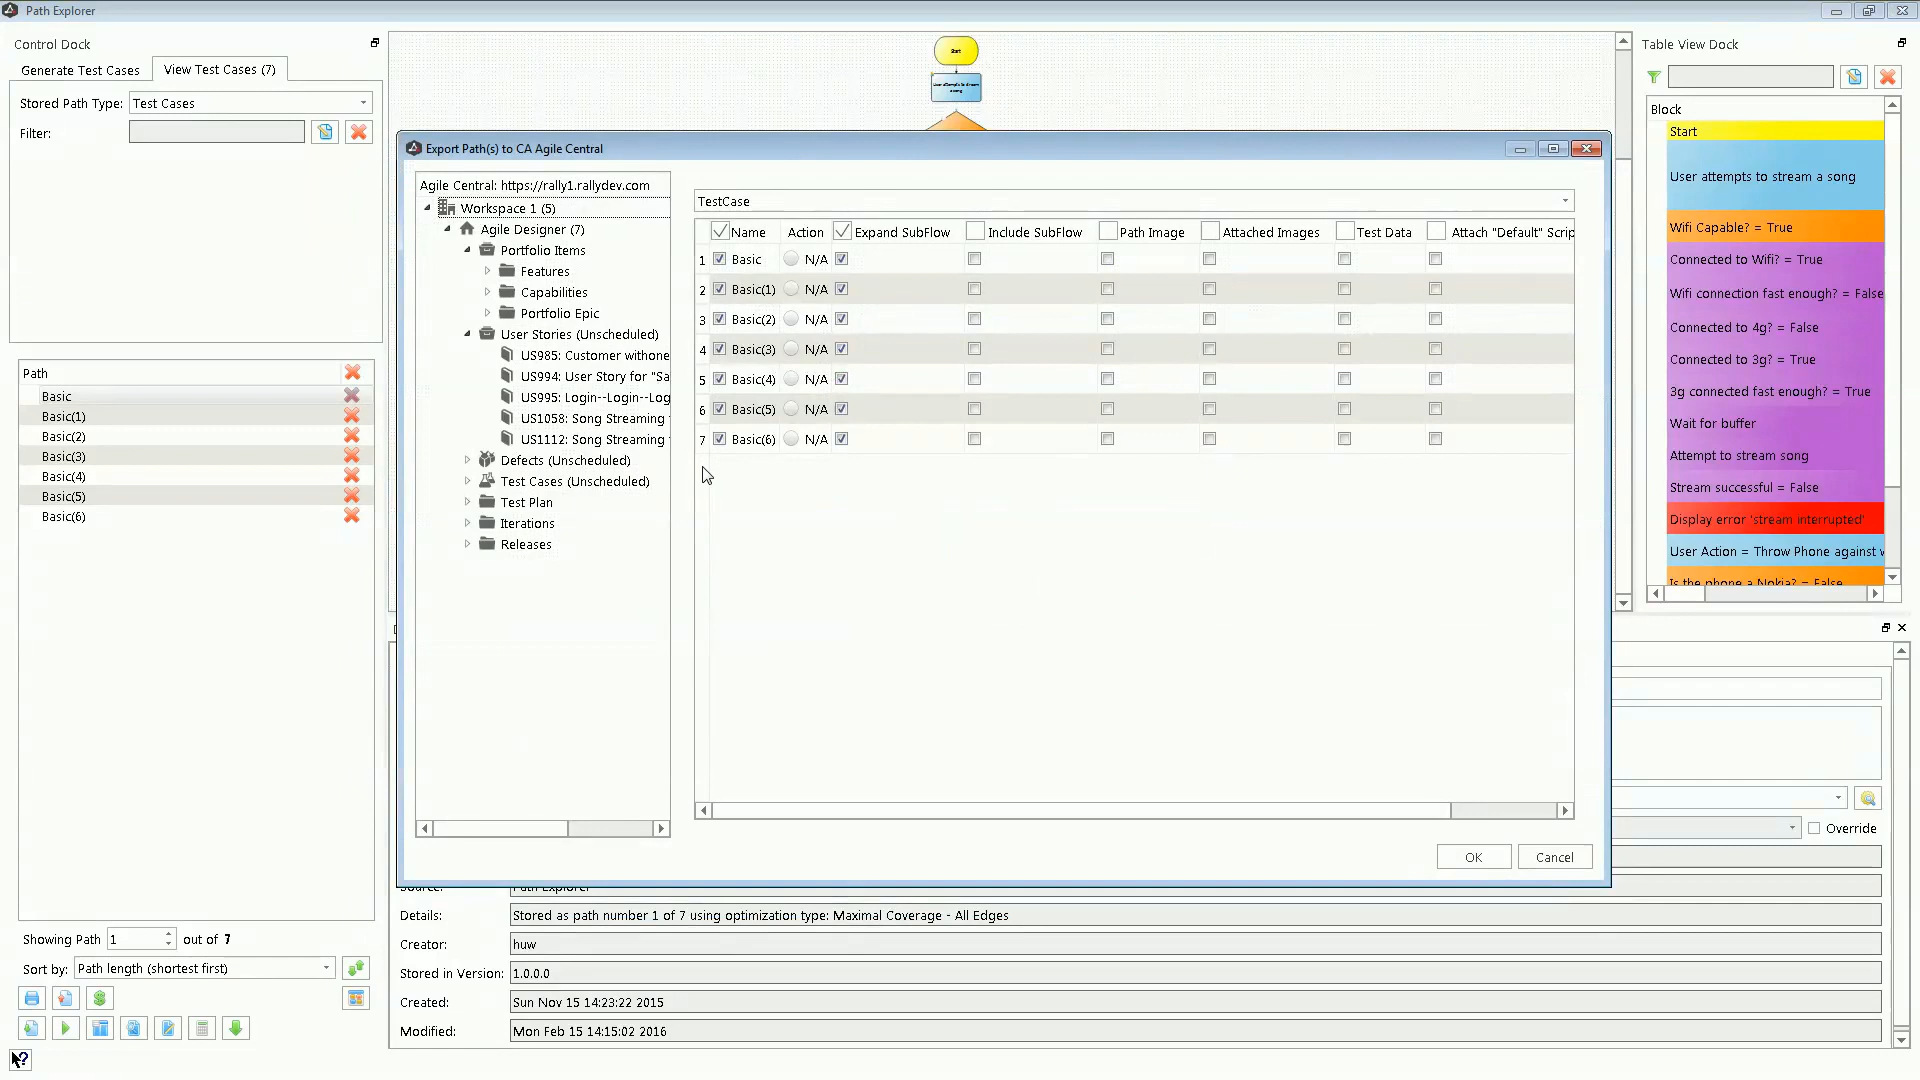 Path Explorer
Control Dock
Generate Test Cases
View Test Cases (7)
Stored Path Type:
Test Cases
Filter:
Path
Basic
Basic(1)
Basic(2)
Basic(3)
Basic(4)
Basic(5)
Basic(6)
Showing Path 1 out of 7
Sort by: Path length (shortest first)
Start
Export Path(s) to CA Agile Central
Agile Central: https://rally1.rallydev.com
Workspace 1 (5)
Agile Designer (7)
Portfolio Items
Features
Capabilities
Portfolio Epic
User Stories (Unscheduled)
US985: Customer withone
US994: User Story for "Sa
US995: Login--Login--Log
US1058: Song Streaming
US1112: Song Streaming
Defects (Unscheduled)
Test Cases (Unscheduled)
Test Plan
Iterations
Releases
TestCase
Name Action Expand SubFlow Include SubFlow Path Image Attached Images Test Data Attach "Default" Scrip
1 Basic N/A
2 Basic(1) N/A
3 Basic(2) N/A
4 Basic(3) N/A
5 Basic(4) N/A
6 Basic(5) N/A
7 Basic(6) N/A
OK
Cancel
Override
Details: Stored as path number 1 of 7 using optimization type: Maximal Coverage - All Edges
Creator: huw
Stored in Version: 1.0.0.0
Created: Sun Nov 15 14:23:22 2015
Modified: Mon Feb 15 14:15:02 2016
Table View Dock
Block
Start
User attempts to stream a song
Wifi Capable? = True
Connected to Wifi? = True
Wifi connection fast enough? = False
Connected to 4g? = False
Connected to 3g? = True
3g connected fast enough? = True
Wait for buffer
Attempt to stream song
Stream successful = False
Display error 'stream interrupted'
User Action = Throw Phone against w
Is the phone a Nokia? = False